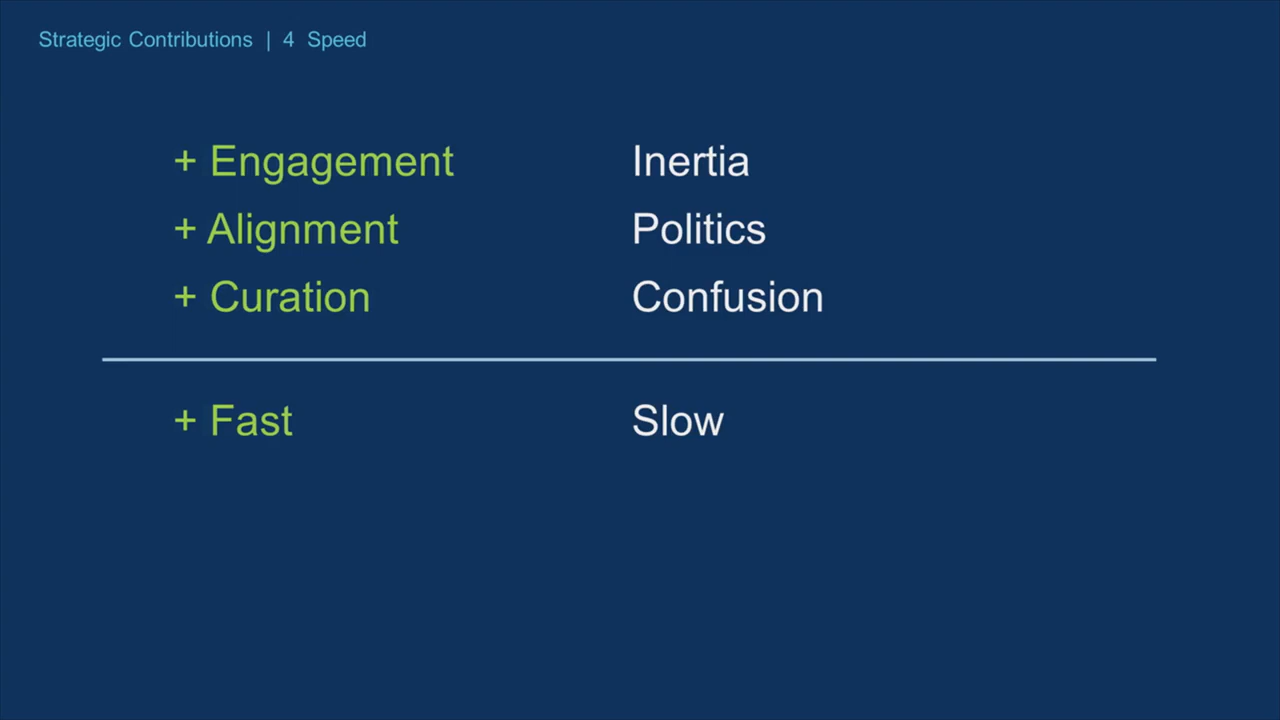 Strategic Contributions | 4 Speed
+ Engagement Inertia
+ Alignment Politics
+ Curation Confusion
+ Fast Slow